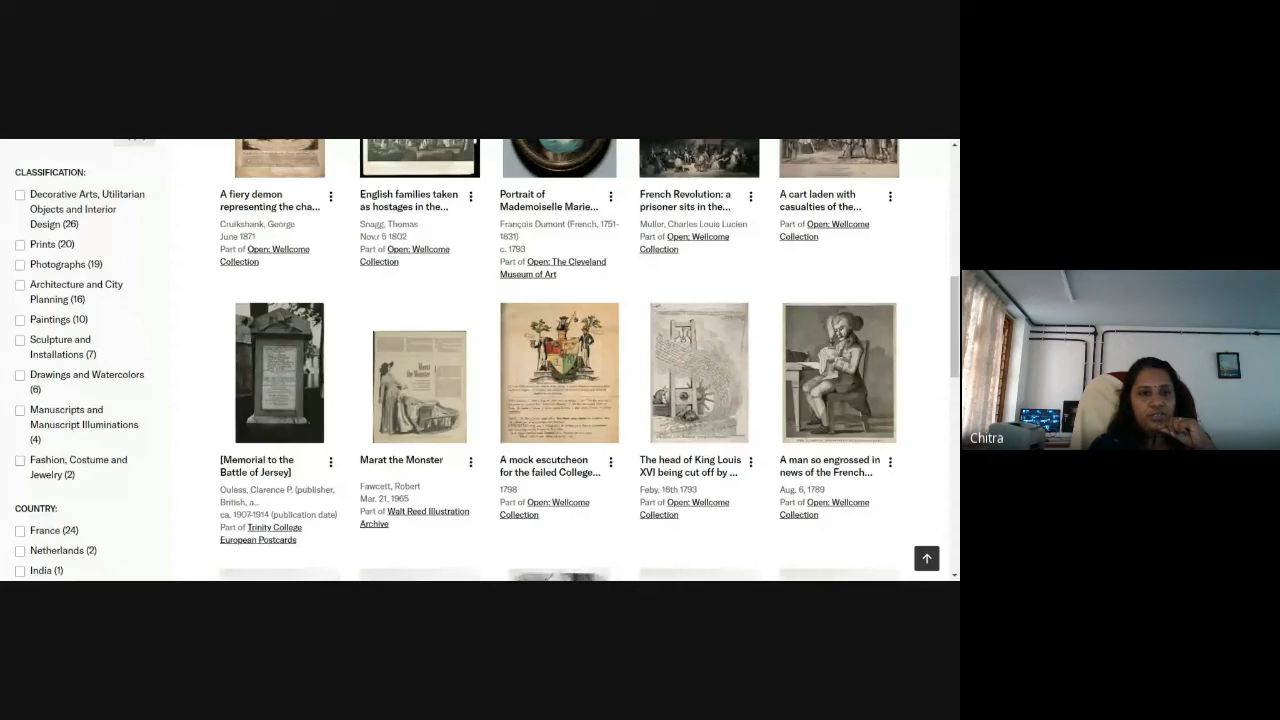 CLASSIFICATION:
Decorative Arts, Utilitarian
Objects and Interior
Design (26)
Prints (20)
Photographs (19)
Architecture and City
Planning (16)
Paintings (10)
Sculpture and
Installations (7)
Drawings and Watercolors
(6)
Manuscripts and
Manuscript Illuminations
(4)
Fashion, Costume and
Jewelry (2)
COUNTRY:
France (24)
Netherlands (2)
India (1)
A fiery demon
representing the cha...
Cruikshank, George
June 1871
Part of Open: Wellcome
Collection
English families taken
as hostages in the...
Snagg, Thomas
Nov.r 5 1802
Part of Open: Wellcome
Collection
Portrait of
Mademoiselle Marie...
François Dumont (French, 1751-
1831)
c. 1793
Part of Open: The Cleveland
Museum of Art
French Revolution: a
prisoner sits in the...
Muller, Charles Louis Lucien
Part of Open: Wellcome
Collection
A cart laden with
casualties of the...
Part of Open: Wellcome
Collection
[Memorial to the
Battle of Jersey]
Ouless, Clarence P. (publisher,
British, a...
ca. 1907-1914 (publication date)
Part of Trinity College
European Postcards
Marat the Monster
Fawcett, Robert
Mar. 21, 1965
Part of Walt Reed Illustration
Archive
A mock escutcheon
for the failed College...
1798
Part of Open: Wellcome
Collection
The head of King Louis
XVI being cut off by ...
Feby. 16th 1793
Part of Open: Wellcome
Collection
A man so engrossed in
news of the French...
Aug. 6, 1789
Part of Open: Wellcome
Collection
Chitra